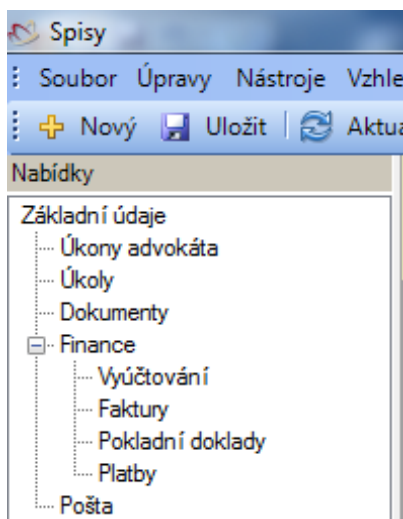 Spisy
Soubor Úpravy Nástroje Vzhle
Nový Uložit Aktua
Nabídky
Základní údaje
Úkony advokáta
Úkoly
Dokumenty
Finance
Vyúčtování
Faktury
Pokladní doklady
Platby
Pošta